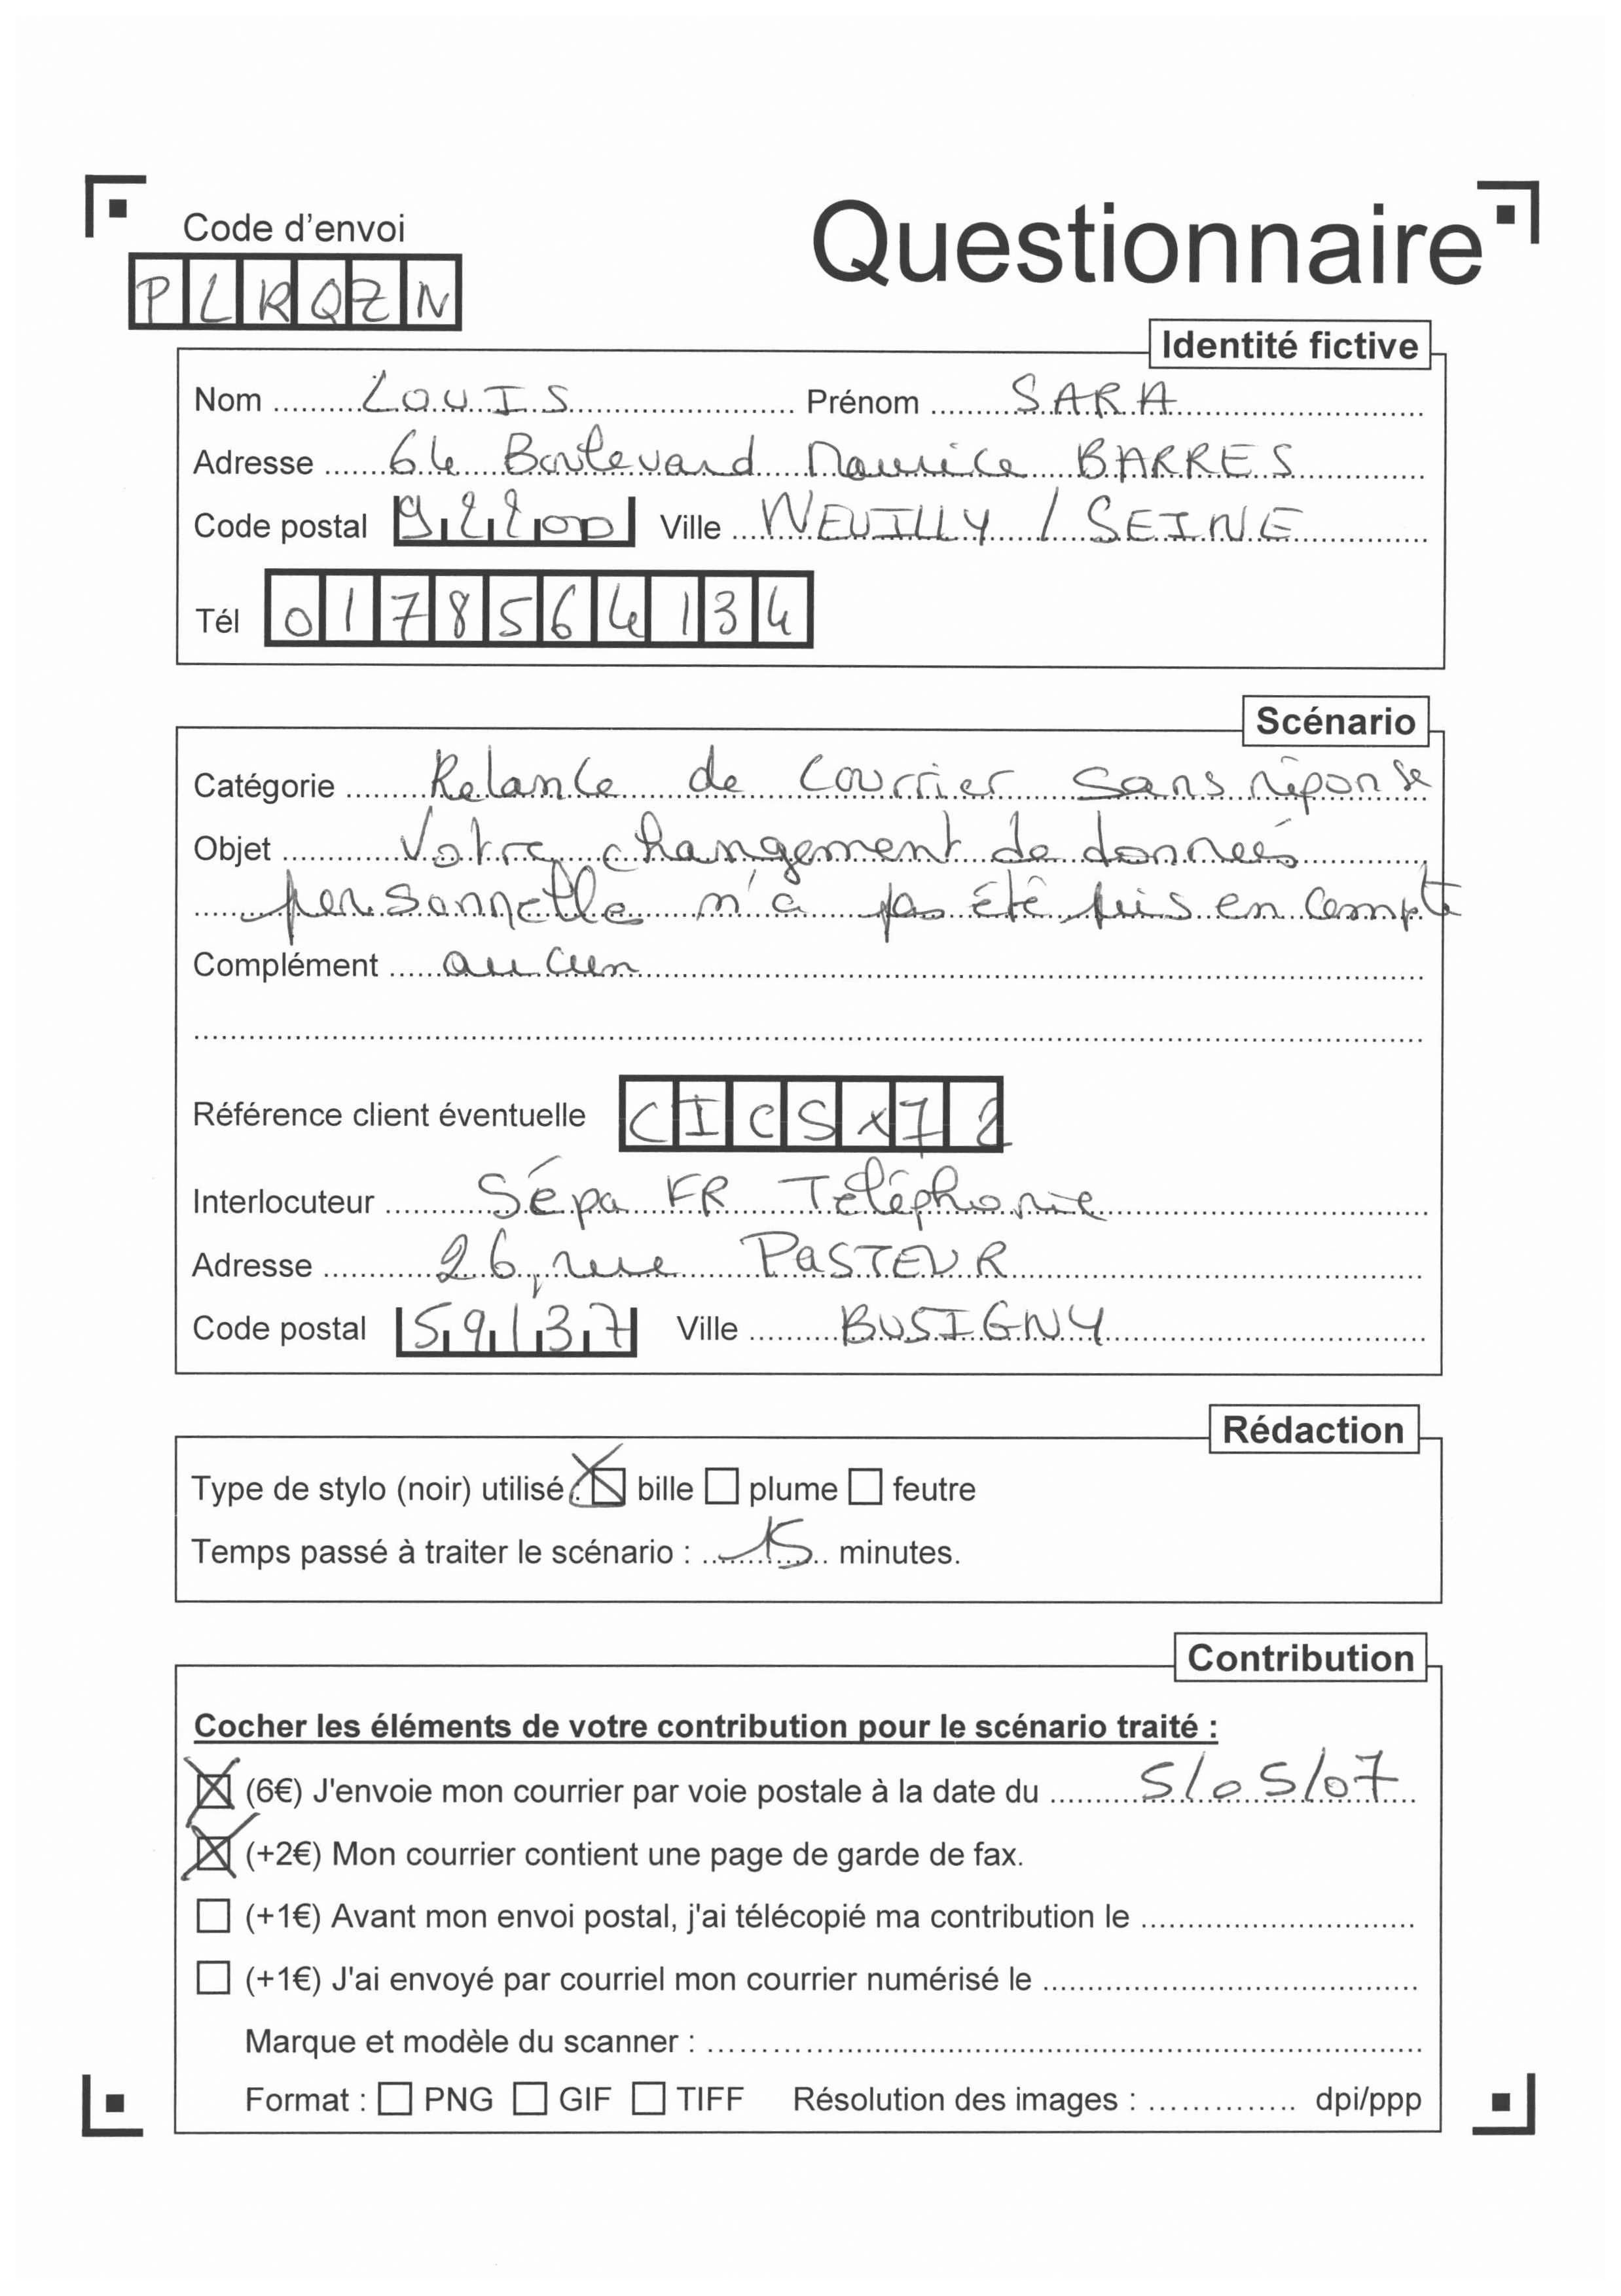 Code d'envoi
Questionnaire
PLRQZN
Identité fictive
Nom LOUIS Prénom SARA
Adresse 64 Boulevard Maurice BARRES
Code postal 92200 Ville NEUILLY / SEINE
Tél 0178564134
Scénario
Catégorie Relance de courrier sans réponse
Objet Votre changement de données
personnelle n'a pas été pris en compte
Complément aucun
Référence client éventuelle CICSX72
Interlocuteur Sépa FR Téléphonie
Adresse 26, rue PASTEUR
Code postal 59137 Ville BUSIGNY
Rédaction
Type de stylo (noir) utilisé : bille plume feutre
Temps passé à traiter le scénario : 15 minutes.
Contribution
Cocher les éléments de votre contribution pour le scénario traité :
(6€) J'envoie mon courrier par voie postale à la date du 5/05/07
(+2€) Mon courrier contient une page de garde de fax.
(+1€) Avant mon envoi postal, j'ai télécopié ma contribution le
(+1€) J'ai envoyé par courriel mon courrier numérisé le
Marque et modèle du scanner :
Format : PNG GIF TIFF Résolution des images : dpi/ppp